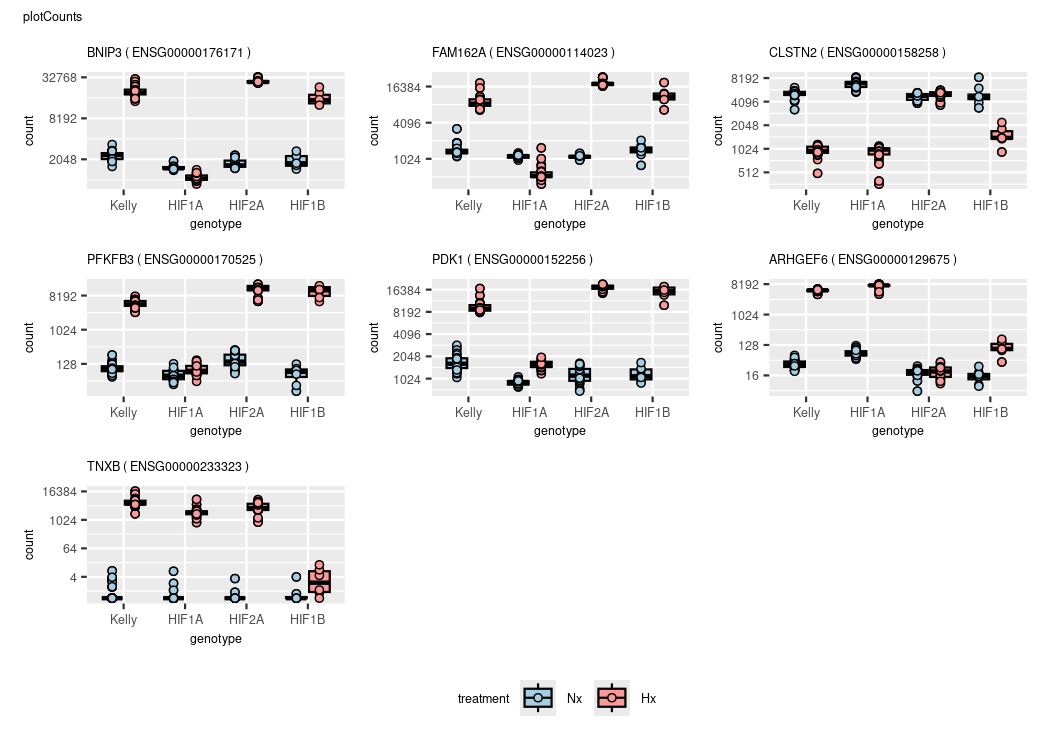 plotCounts
BNIP3 ( ENSG00000176171 )
32768
8192
2048
count
Kelly HIF1A HIF2A HIF1B
genotype
FAM162A ( ENSG00000114023 )
16384
4096
1024
count
Kelly HIF1A HIF2A HIF1B
genotype
CLSTN2 ( ENSG00000158258 )
8192
4096
2048
1024
512
count
Kelly HIF1A HIF2A HIF1B
genotype
PFKFB3 ( ENSG00000170525 )
8192
1024
128
count
Kelly HIF1A HIF2A HIF1B
genotype
PDK1 ( ENSG00000152256 )
16384
8192
4096
2048
1024
count
Kelly HIF1A HIF2A HIF1B
genotype
ARHGEF6 ( ENSG00000129675 )
8192
1024
128
16
count
Kelly HIF1A HIF2A HIF1B
genotype
TNXB ( ENSG00000233323 )
16384
1024
64
4
count
Kelly HIF1A HIF2A HIF1B
genotype
treatment Nx Hx